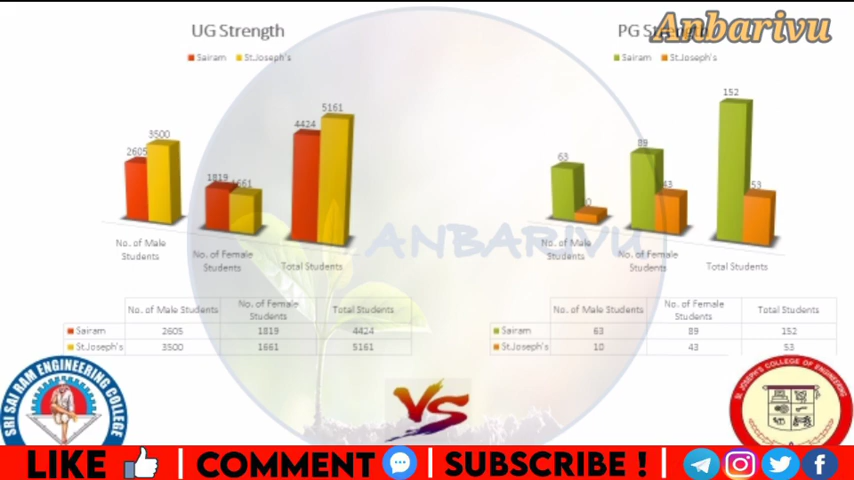 Anbarivu
UG Strength
Sairam St.Joseph's
2605
3500
1819
1661
4424
5161
No. of Male
Students
No. of Female
Students
Total Students
PG Strength
Sairam St.Joseph's
63
10
89
43
152
53
No. of Male
Students
No. of Female
Students
Total Students
ANBARIVU
No. of Male Students No. of Female Students Total Students
Sairam 2605 1819 4424
St.Joseph's 3500 1661 5161
No. of Male Students No. of Female Students Total Students
Sairam 63 89 152
St.Joseph's 10 43 53
SRI SAI RAM ENGINEERING COLLEGE
VS
ST. JOSEPH'S COLLEGE OF ENGINEERING
LIKE | COMMENT | SUBSCRIBE ! |